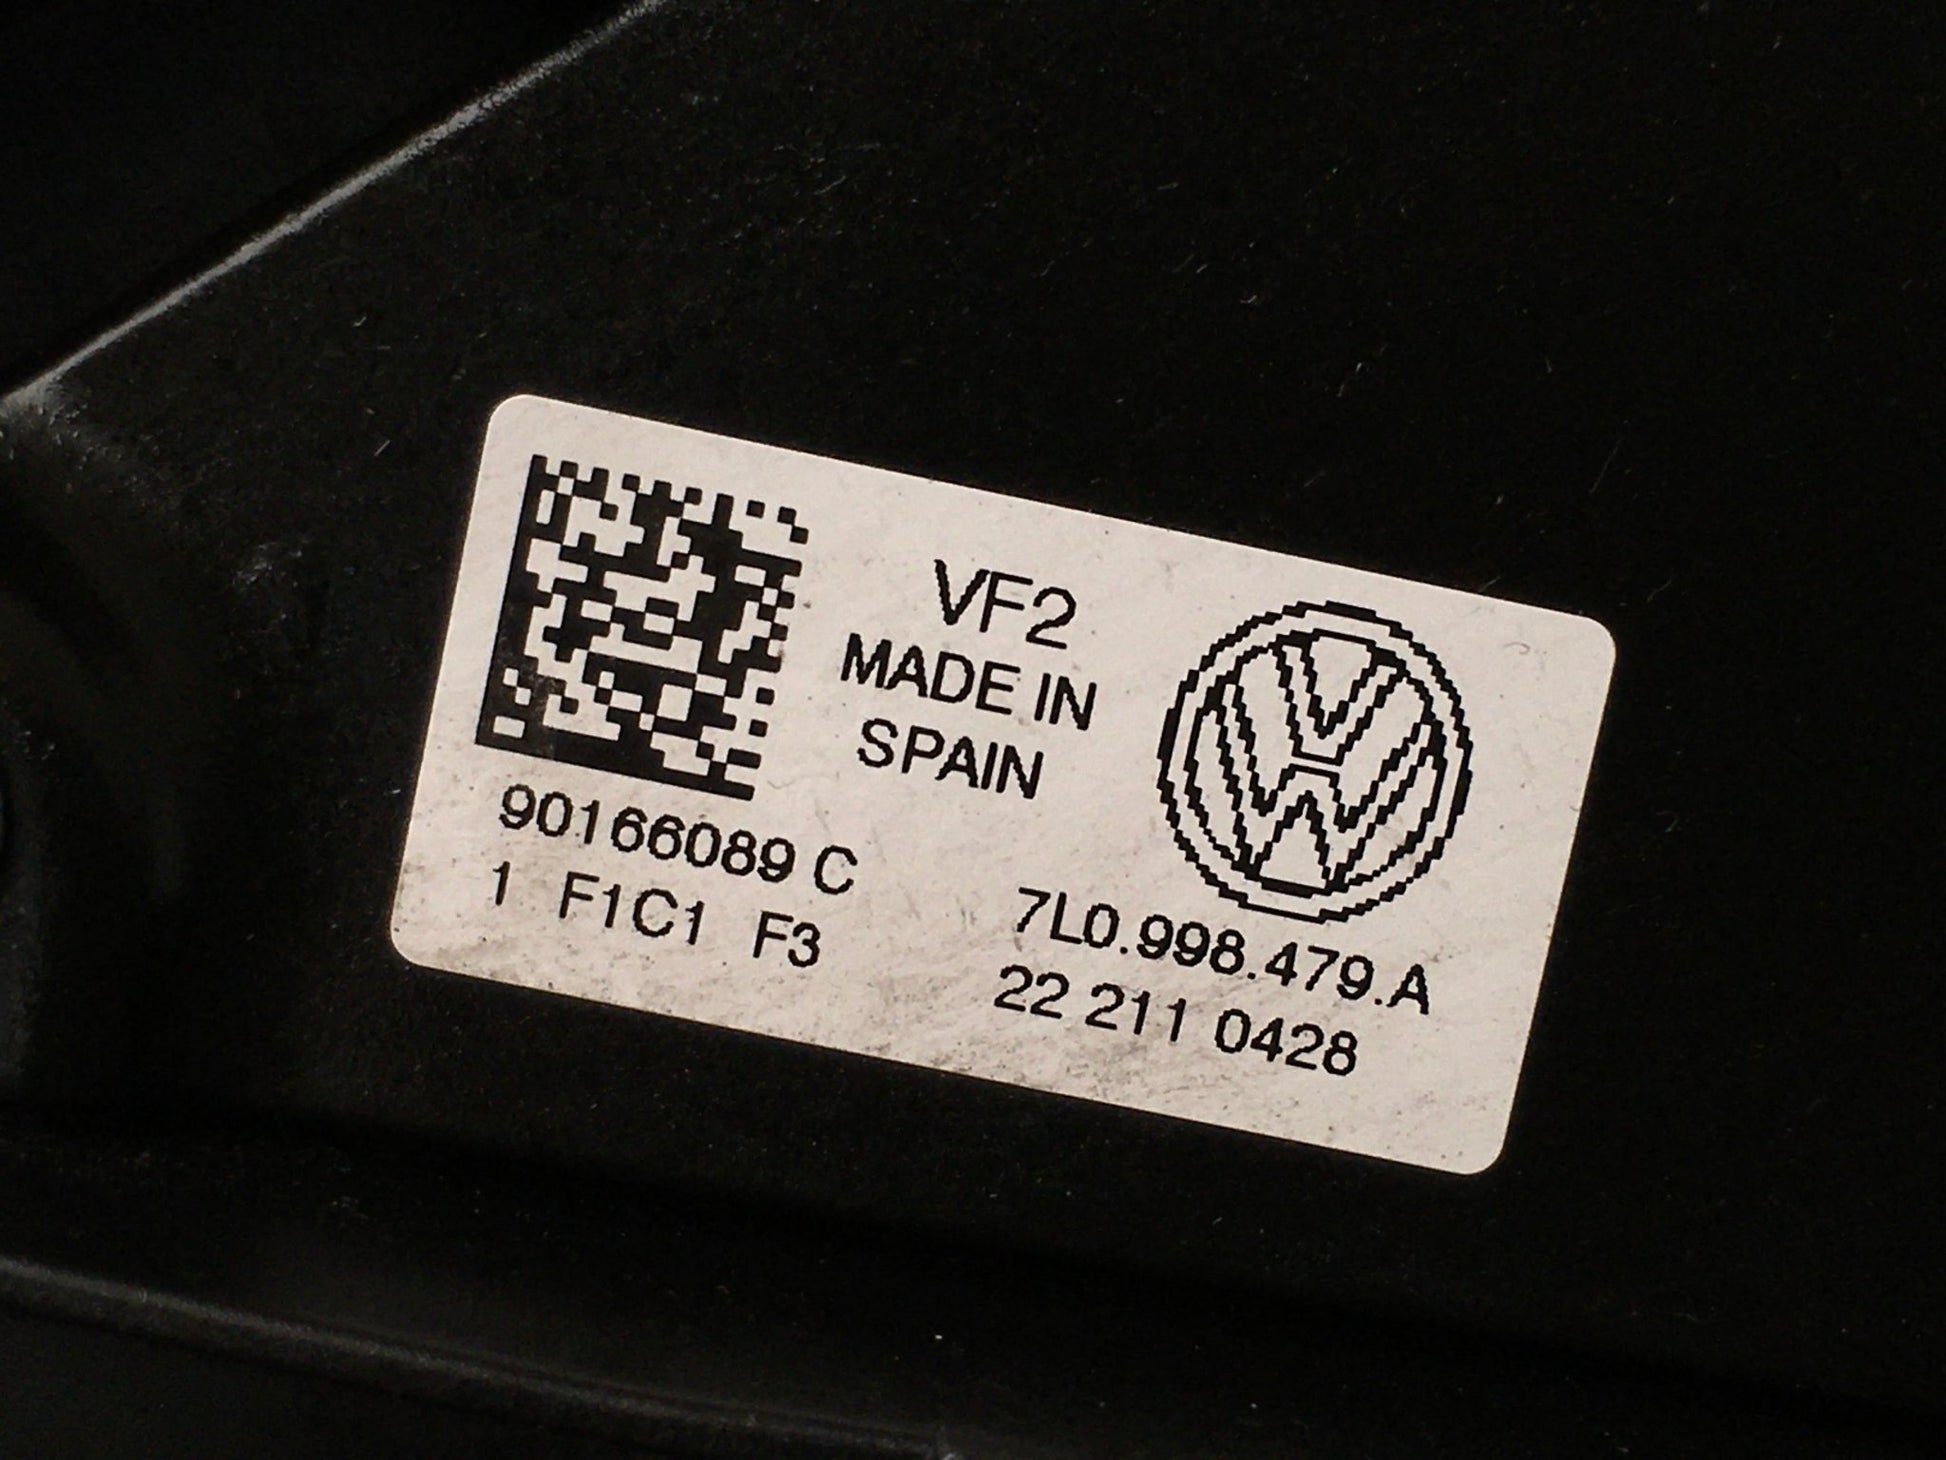 VF2
MADE IN
SPAIN
90166089 C
1 F1C1 F3
7L0.998.479.A
22 211 0428